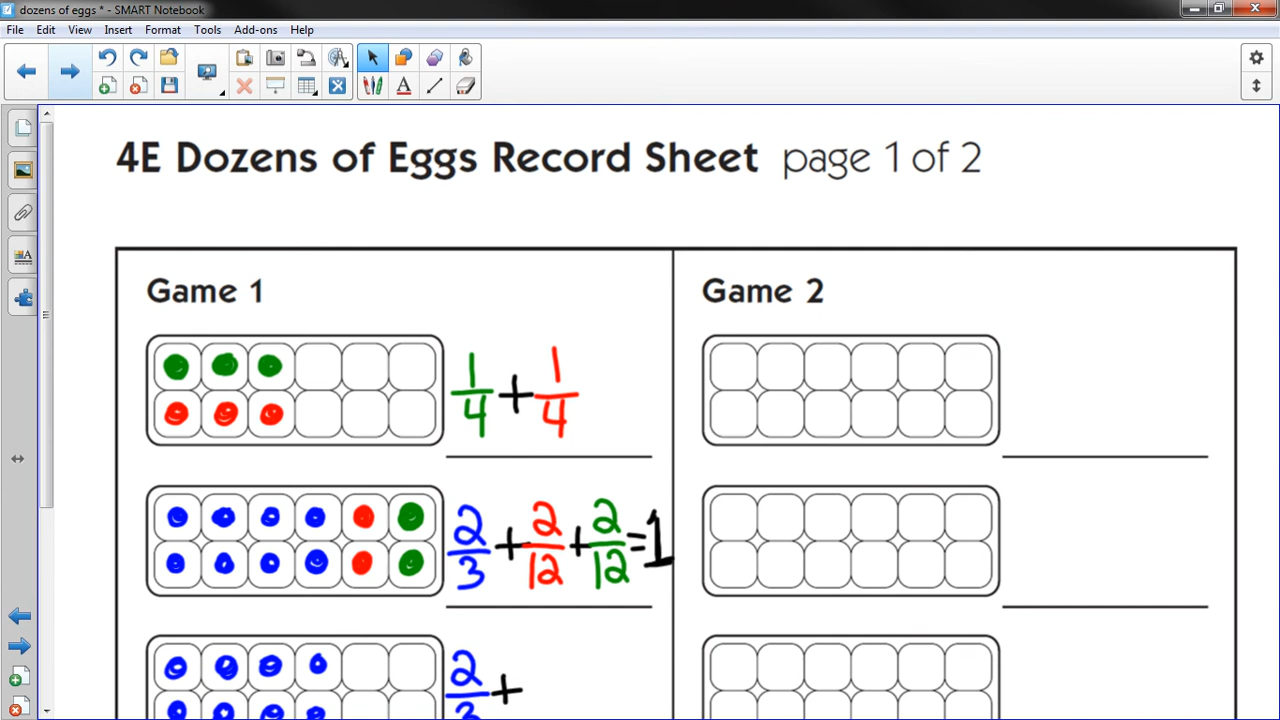 dozens of eggs * - SMART Notebook
File Edit View Insert Format Tools Add-ons Help
4E Dozens of Eggs Record Sheet page 1 of 2
Game 1
Game 2
1/4 + 1/4
2/3 + 2/12 + 2/12 = 1
2/3 +